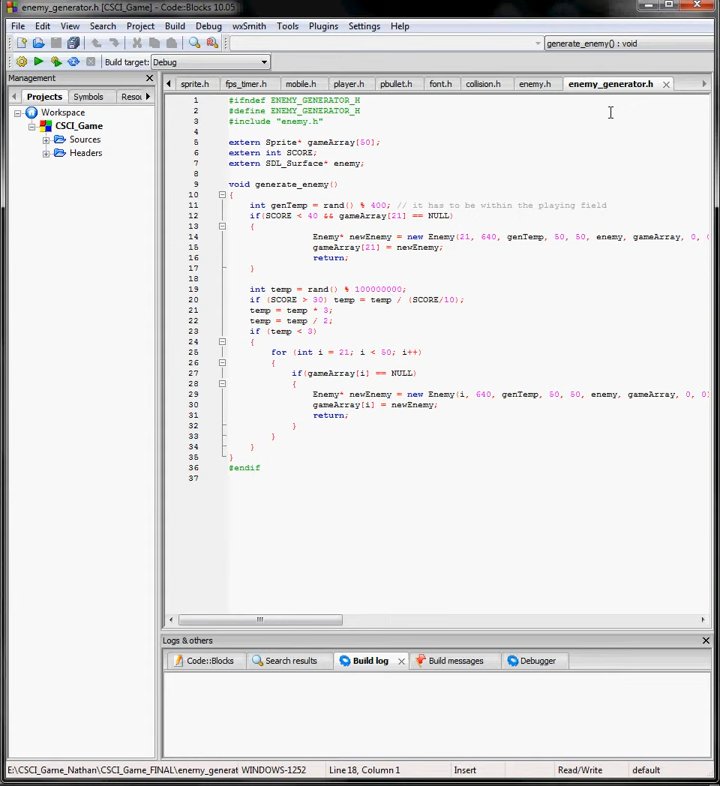 enemy_generator.h [CSCI_Game] - Code::Blocks 10.05
File Edit View Search Project Build Debug wxSmith Tools Plugins Settings Help
generate_enemy() : void
Build target: Debug
Management
sprite.h fps_timer.h mobile.h player.h pbullet.h font.h collision.h enemy.h enemy_generator.h
Projects Symbols Resou
Workspace
CSCI_Game
Sources
Headers
1 #ifndef ENEMY_GENERATOR_H
2 #define ENEMY_GENERATOR_H
3 #include "enemy.h"
4
5 extern Sprite* gameArray[50];
6 extern int SCORE;
7 extern SDL_Surface* enemy;
8
9 void generate_enemy()
10 {
11 int genTemp = rand() % 400; // it has to be within the playing field
12 if(SCORE < 40 && gameArray[21] == NULL)
13 {
14 Enemy* newEnemy = new Enemy(21, 640, genTemp, 50, 50, enemy, gameArray, 0, (
15 gameArray[21] = newEnemy;
16 return;
17 }
18
19 int temp = rand() % 100000000;
20 if (SCORE > 30) temp = temp / (SCORE/10);
21 temp = temp * 3;
22 temp = temp / 2;
23 if (temp < 3)
24 {
25 for (int i = 21; i < 50; i++)
26 {
27 if(gameArray[i] == NULL)
28 {
29 Enemy* newEnemy = new Enemy(i, 640, genTemp, 50, 50, enemy, gameArray, 0, 0)
30 gameArray[i] = newEnemy;
31 return;
32 }
33 }
34 }
35 }
36 #endif
37
Logs & others
Code::Blocks Search results Build log Build messages Debugger
E:\CSCI_Game_Nathan\CSCI_Game_FINAL\enemy_generat WINDOWS-1252 Line 18, Column 1 Insert Read/Write default